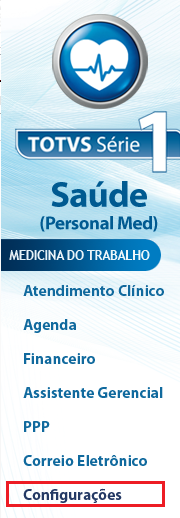 TOTVS Série 1
Saúde
(Personal Med)
MEDICINA DO TRABALHO
Atendimento Clínico
Agenda
Financeiro
Assistente Gerencial
PPP
Correio Eletrônico
Configurações